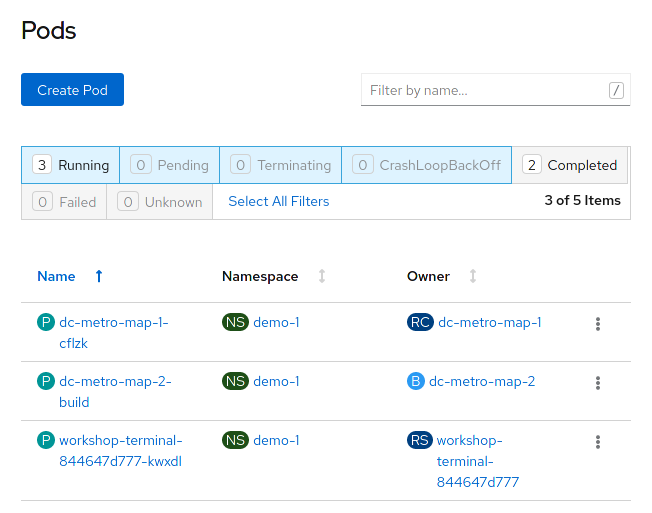 Pods
Create Pod
Filter by name...
/
3 Running 0 Pending 0 Terminating 0 CrashLoopBackOff 2 Completed
0 Failed 0 Unknown Select All Filters 3 of 5 Items
Name Namespace Owner
P dc-metro-map-1- NS demo-1 RC dc-metro-map-1
cflzk
P dc-metro-map-2- NS demo-1 B dc-metro-map-2
build
P workshop-terminal- NS demo-1 RS workshop-
844647d777-kwxdl terminal-
844647d777